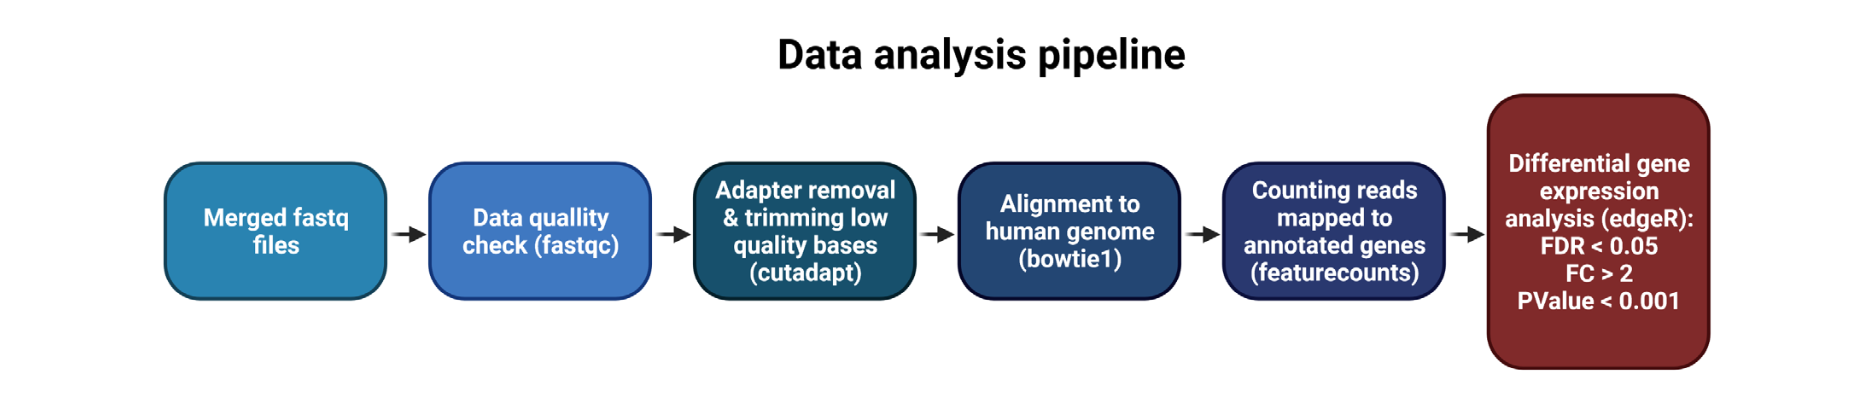 Data analysis pipeline
Merged fastq
files
Data quallity
check (fastqc)
Adapter removal
& trimming low
quality bases
(cutadapt)
Alignment to
human genome
(bowtie1)
Counting reads
mapped to
annotated genes
(featurecounts)
Differential gene
expression
analysis (edgeR):
FDR < 0.05
FC > 2
PValue < 0.001